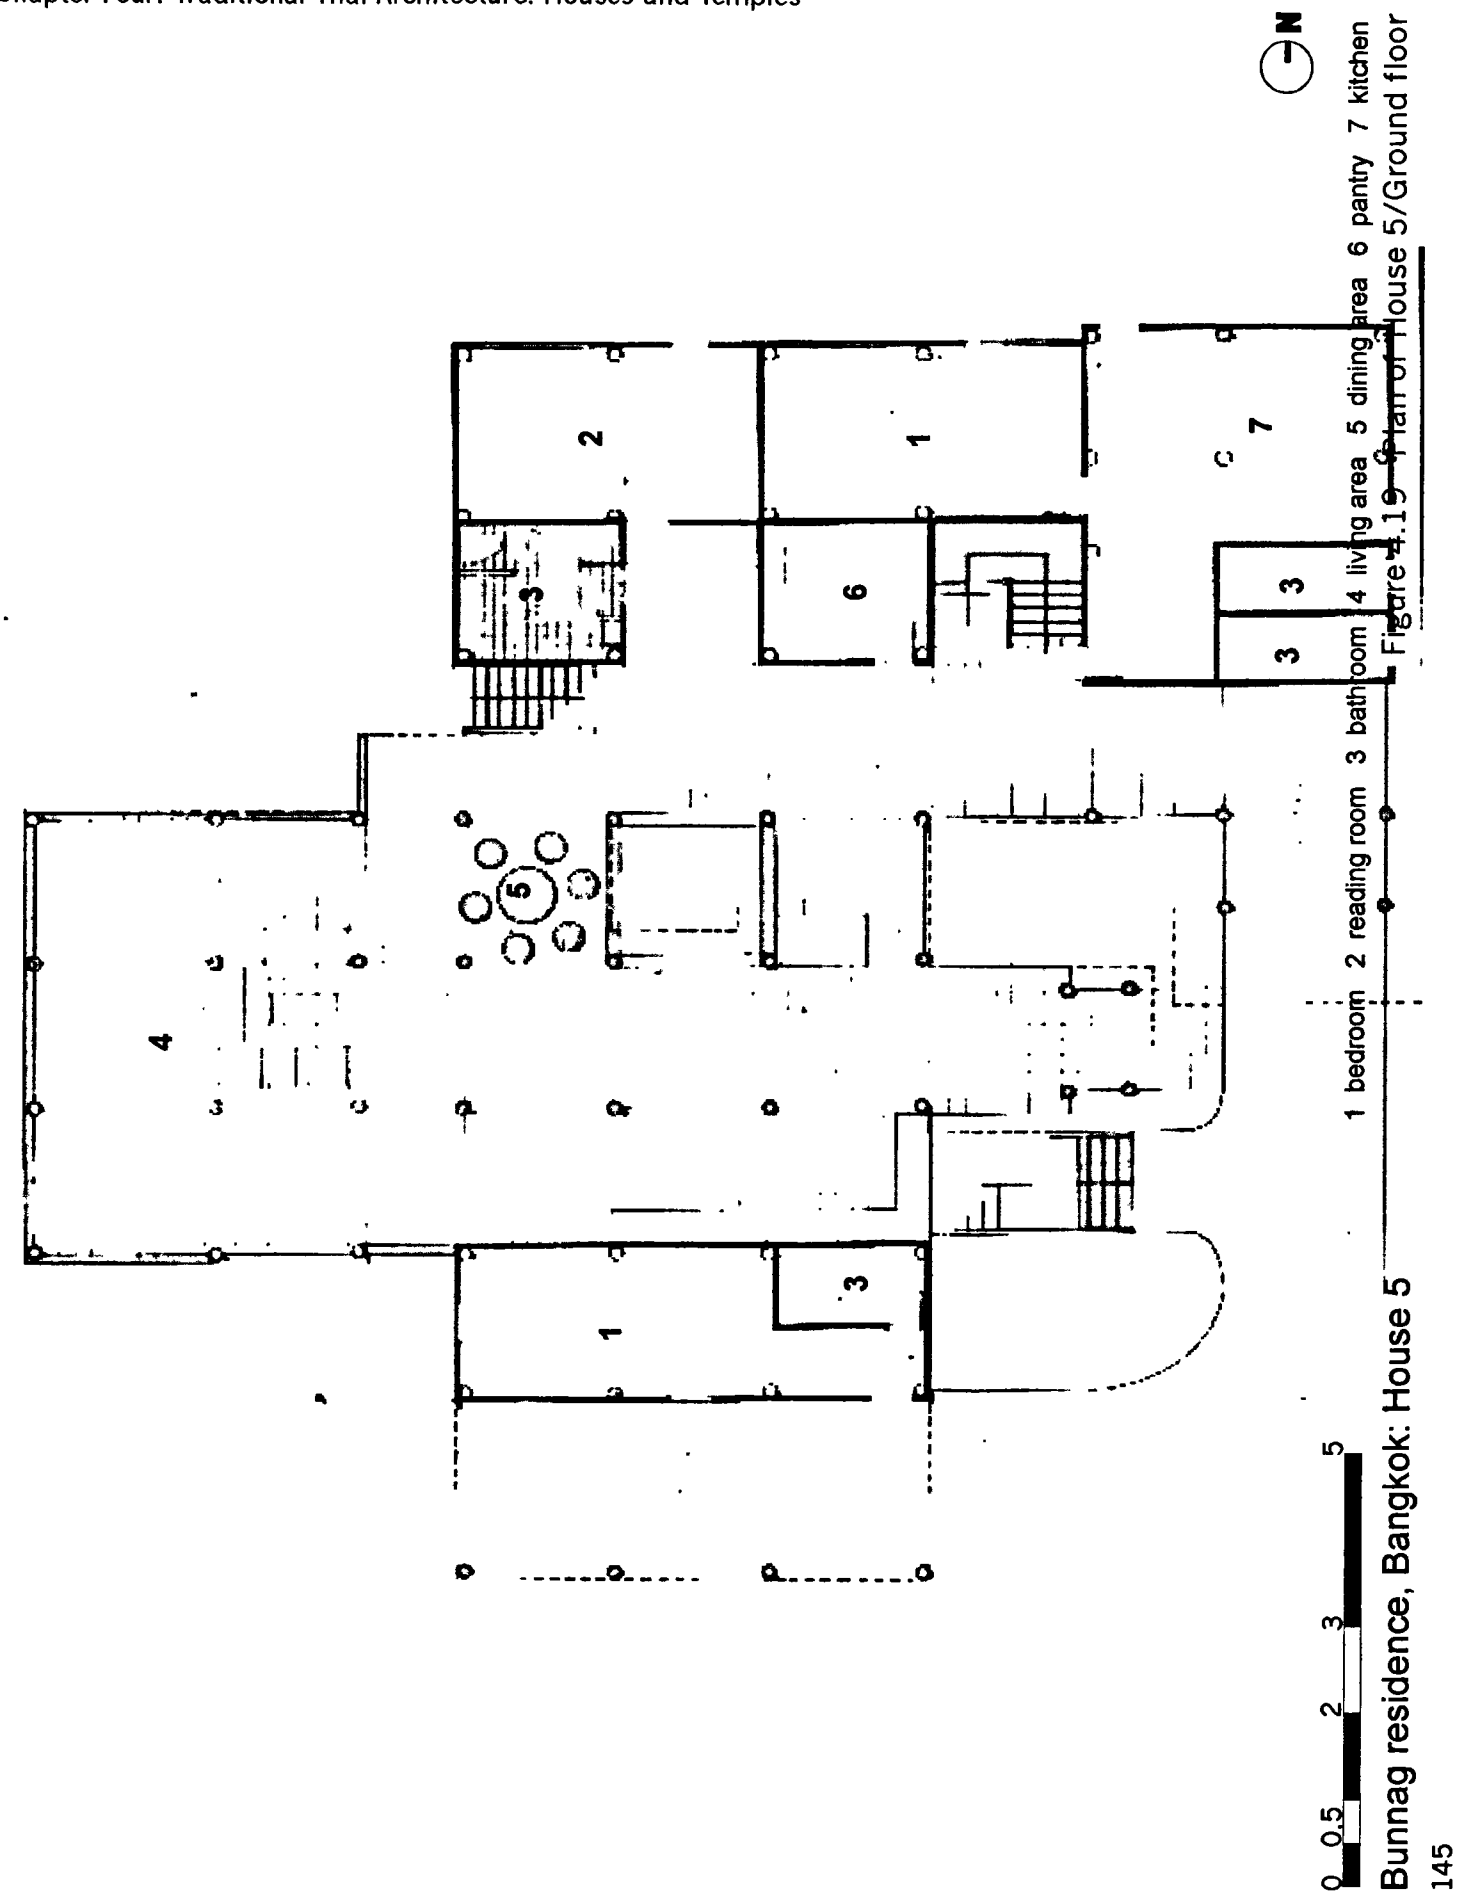 Chapter Four: Traditional Thai Architecture: Houses and Temples
N
2
1
7
3
6
3
3
5
4
1
3
1 bedroom 2 reading room 3 bathroom 4 living area 5 dining area 6 pantry 7 kitchen
0 0.5 2 3 5
Bunnag residence, Bangkok: House 5
Figure 4.19 Plan of House 5/Ground floor
145